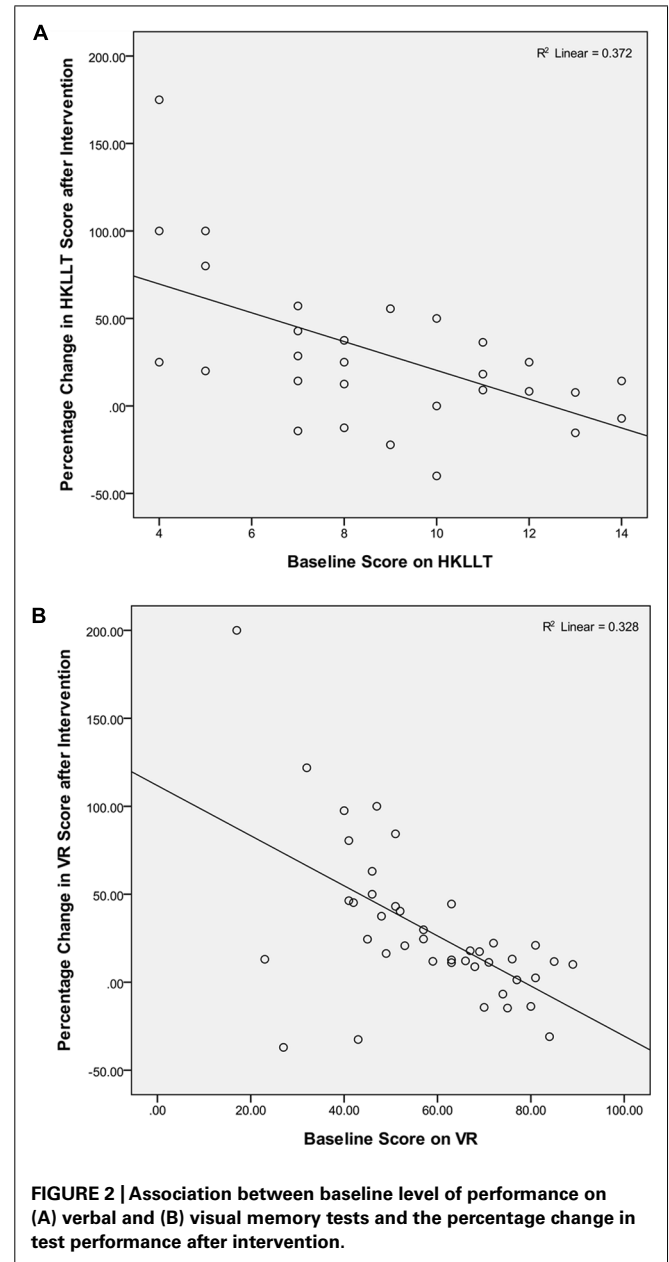 A
R² Linear = 0.372
Percentage Change in HKLLT Score after Intervention
200.00
150.00
100.00
50.00
.00
-50.00
4 6 8 10 12 14
Baseline Score on HKLLT
B
R² Linear = 0.328
Percentage Change in VR Score after Intervention
200.00
150.00
100.00
50.00
.00
-50.00
.00 20.00 40.00 60.00 80.00 100.00
Baseline Score on VR
FIGURE 2 | Association between baseline level of performance on
(A) verbal and (B) visual memory tests and the percentage change in
test performance after intervention.